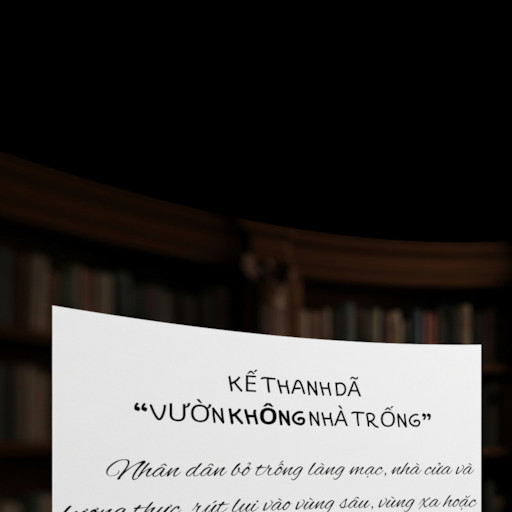 KẾ THANH DÃ
“VƯỜN KHÔNG NHÀ TRỐNG”
Nhân dân bỏ trống làng mạc, nhà cửa và
lương thực, rút lui vào vùng sâu, vùng xa hoặc